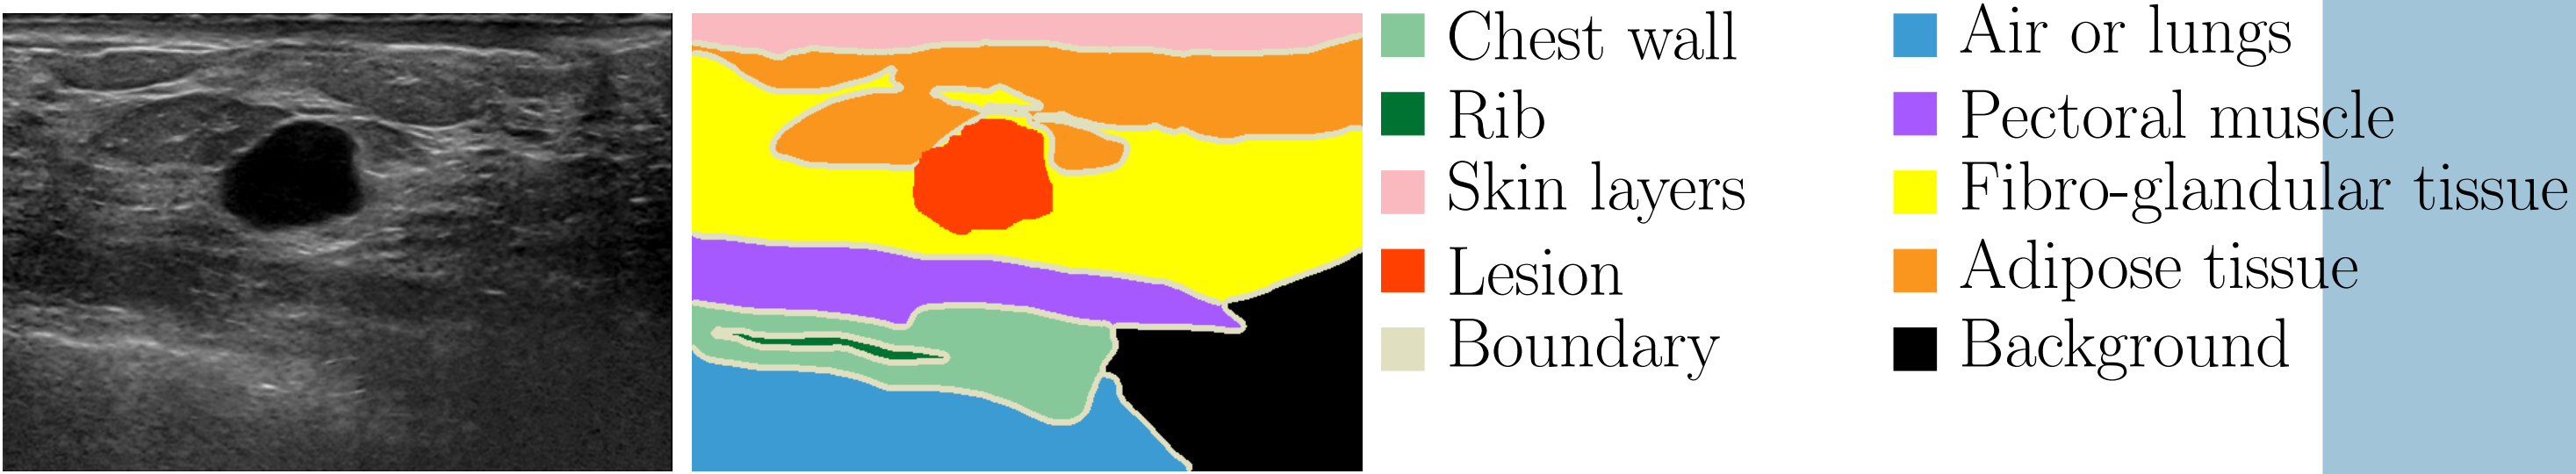 Chest wall
Rib
Skin layers
Lesion
Boundary
Air or lungs
Pectoral muscle
Fibro-glandular tissue
Adipose tissue
Background